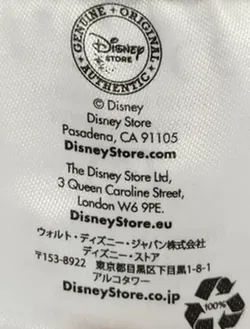 GENUINE • ORIGINAL
Disney
STORE
AUTHENTIC
© Disney
Disney Store
Pasadena, CA 91105
DisneyStore.com
The Disney Store Ltd,
3 Queen Caroline Street,
London W6 9PE.
DisneyStore.eu
ウォルト・ディズニー・ジャパン株式会社
ディズニー・ストア
〒153-8922 東京都目黒区下目黒1-8-1
アルコタワー
DisneyStore.co.jp
100%